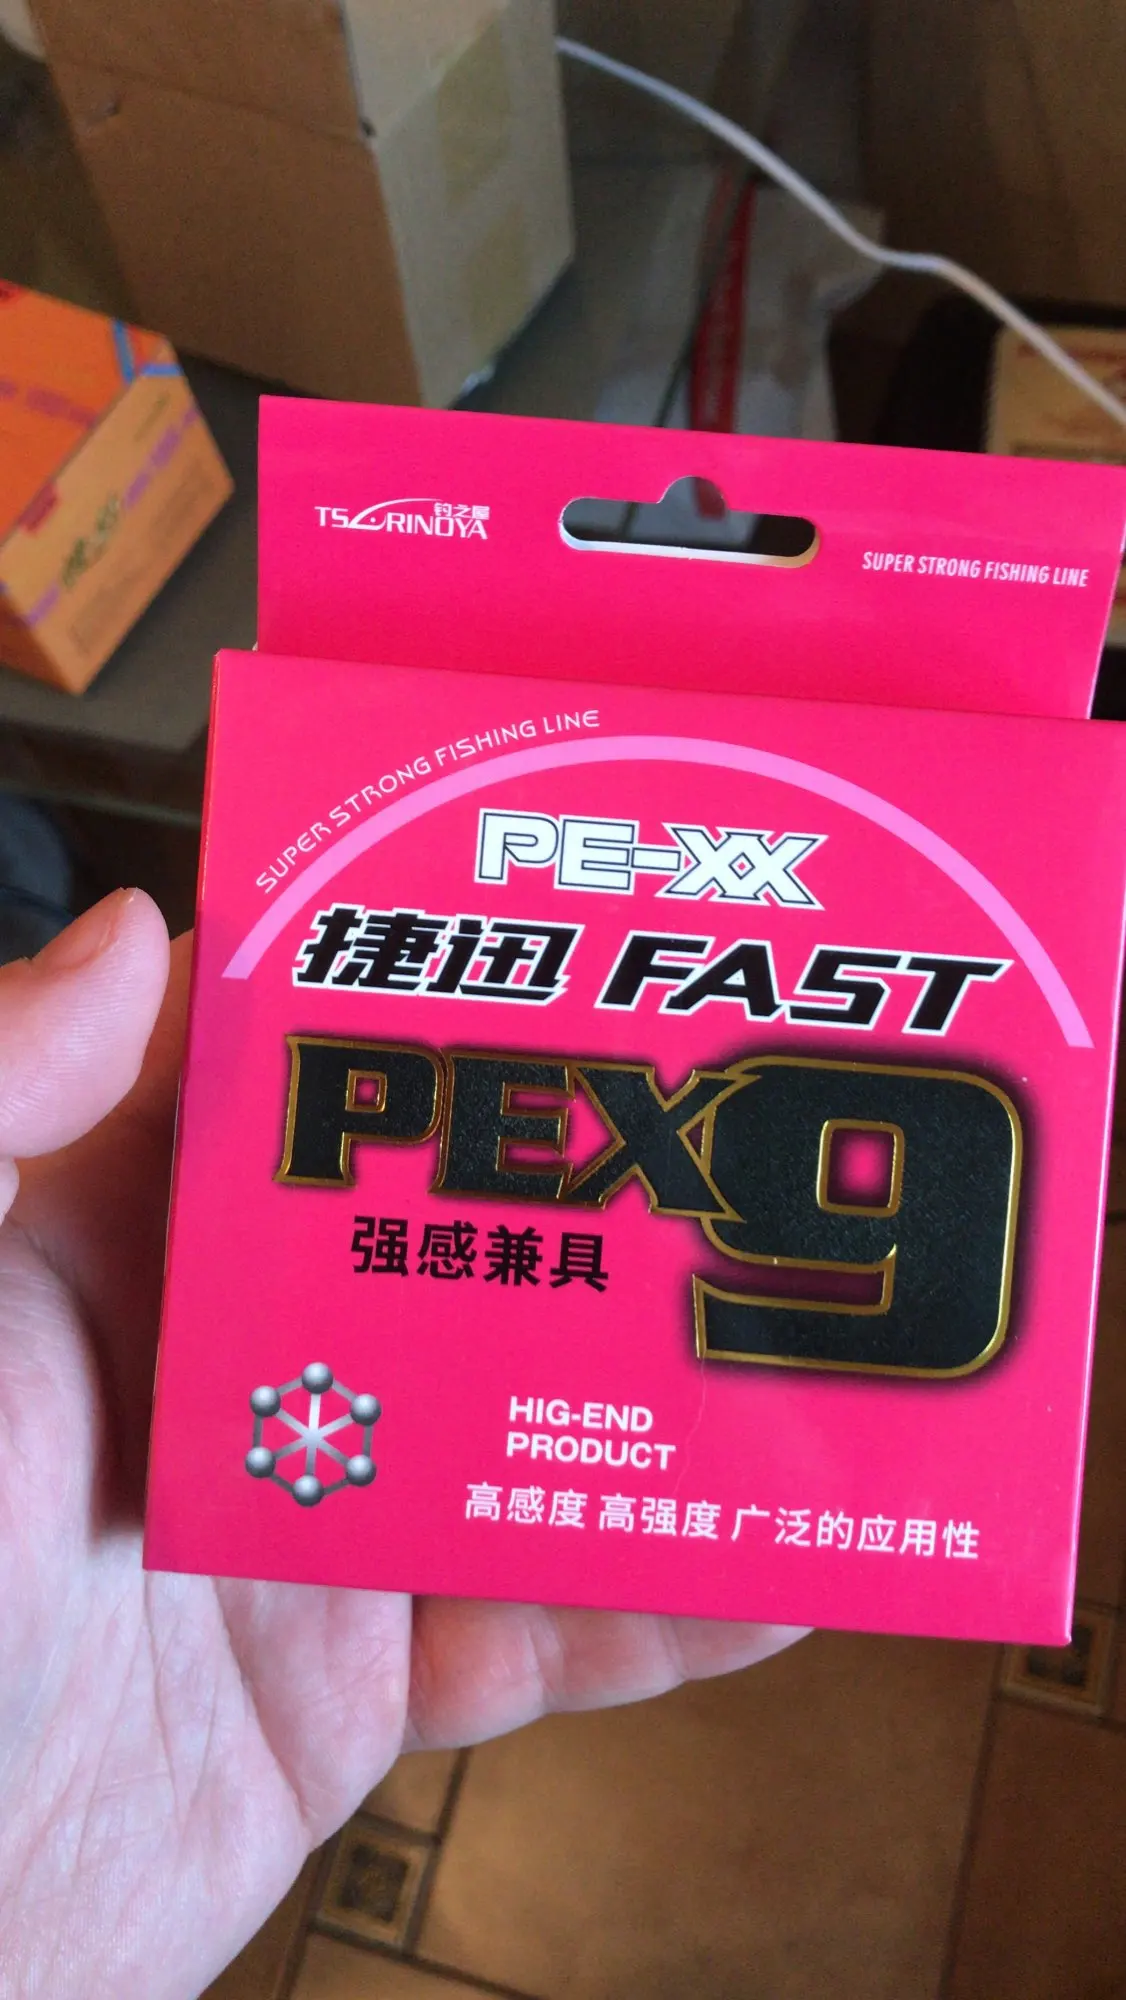 钓之屋
TSURINOYA
SUPER STRONG FISHING LINE
SUPER STRONG FISHING LINE
PE-XX
捷迅 FAST
PEX9
强感兼具
HIG-END
PRODUCT
高感度 高强度 广泛的应用性